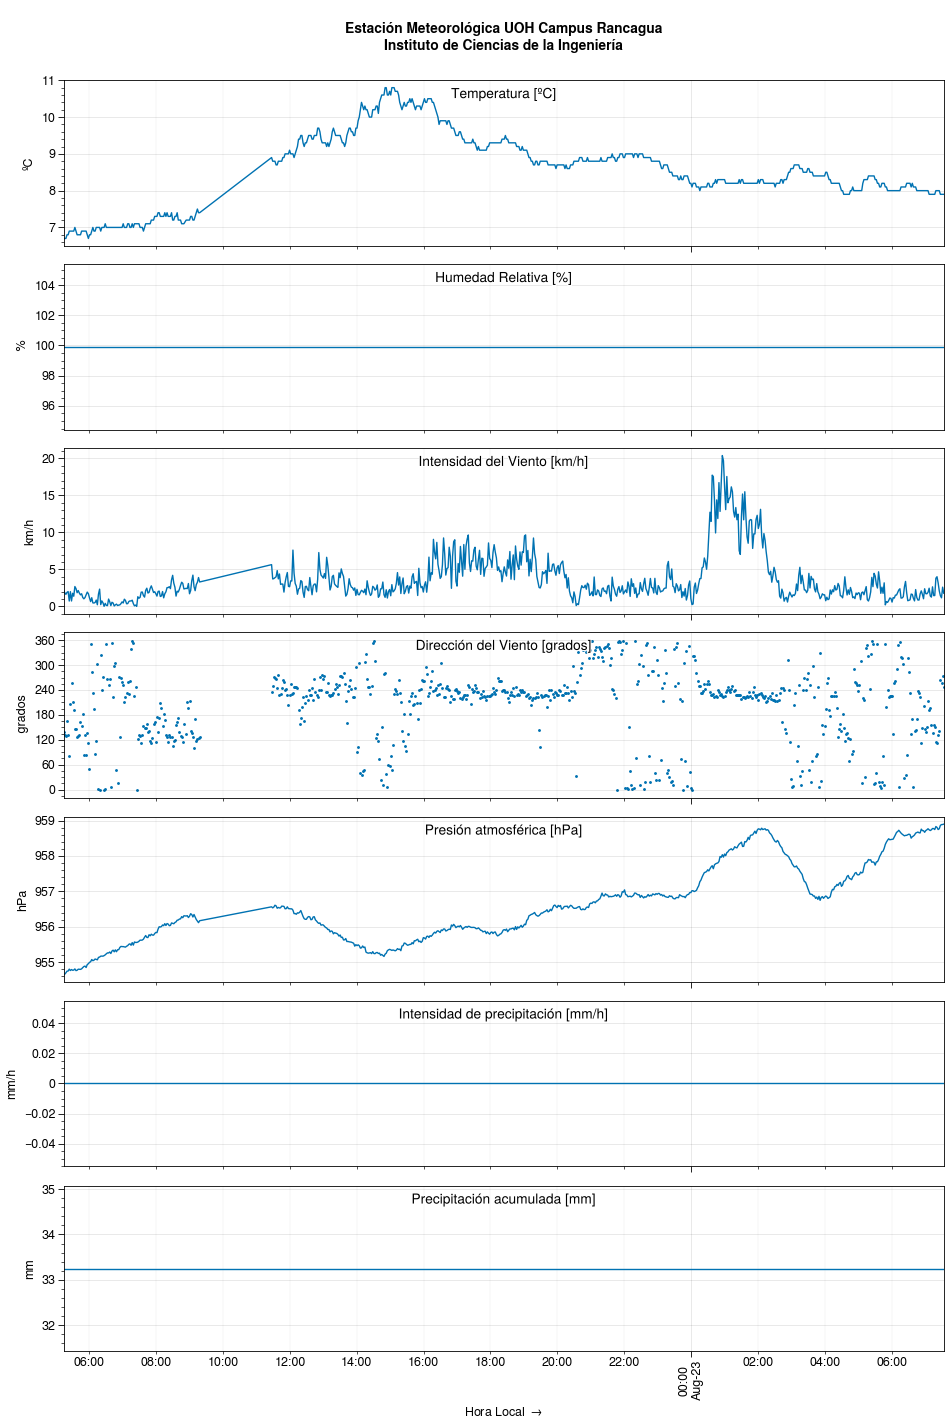 Estación Meteorológica UOH Campus Rancagua
Instituto de Ciencias de la Ingeniería
Temperatura [ºC]
ºC
11
10
9
8
7
Humedad Relativa [%]
%
104
102
100
98
96
Intensidad del Viento [km/h]
km/h
20
15
10
5
0
Dirección del Viento [grados]
grados
360
300
240
180
120
60
0
Presión atmosférica [hPa]
hPa
959
958
957
956
955
Intensidad de precipitación [mm/h]
mm/h
0.04
0.02
0
−0.02
−0.04
Precipitación acumulada [mm]
mm
35
34
33
32
06:00 08:00 10:00 12:00 14:00 16:00 18:00 20:00 22:00 00:00 02:00 04:00 06:00
Aug-23
Hora Local →